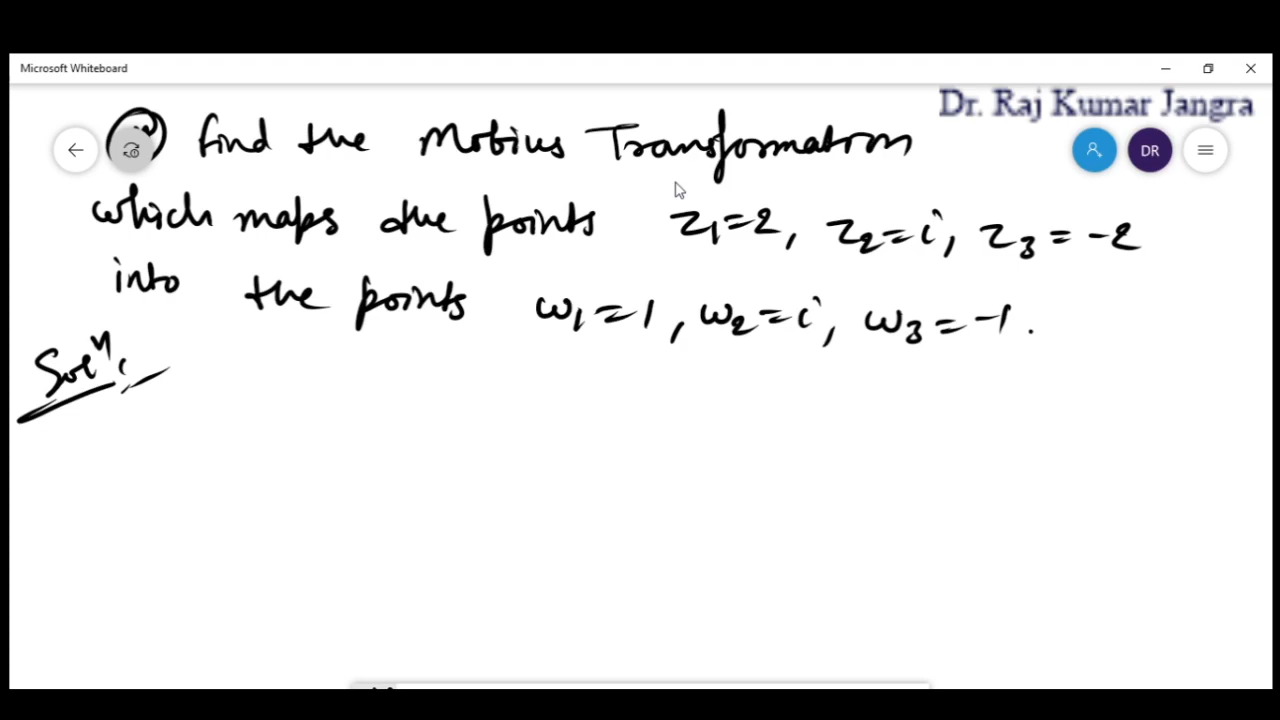 Microsoft Whiteboard
Dr. Raj Kumar Jangra
DR
find the Mobius Transformation
which maps the points z1=2, z2=i, z3=-2
into the points w1=1, w2=i, w3=-1.
Soln: